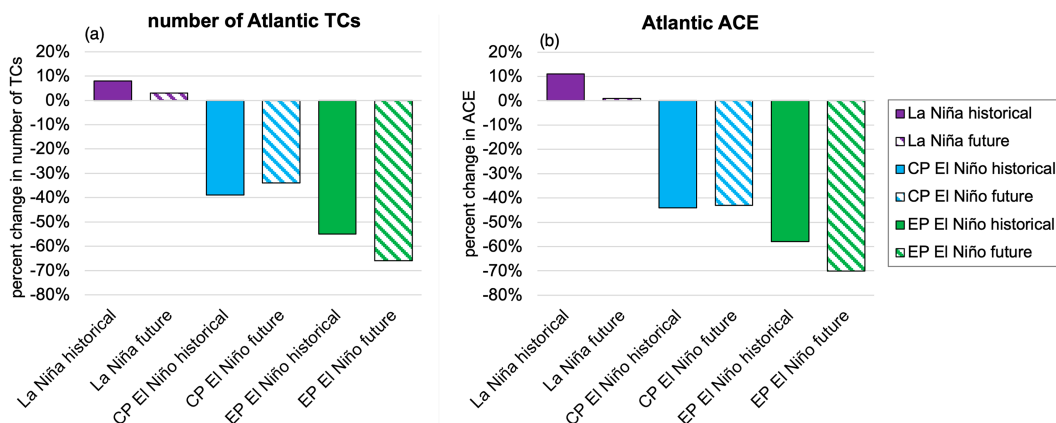 number of Atlantic TCs
(a)
percent change in number of TCs
20%
10%
0%
-10%
-20%
-30%
-40%
-50%
-60%
-70%
-80%
La Niña historical
La Niña future
CP El Niño historical
CP El Niño future
EP El Niño historical
EP El Niño future
Atlantic ACE
(b)
percent change in ACE
20%
10%
0%
-10%
-20%
-30%
-40%
-50%
-60%
-70%
-80%
La Niña historical
La Niña future
CP El Niño historical
CP El Niño future
EP El Niño historical
EP El Niño future
La Niña historical
La Niña future
CP El Niño historical
CP El Niño future
EP El Niño historical
EP El Niño future